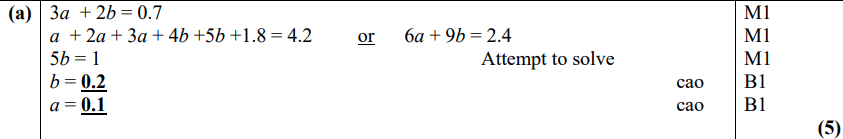 (a) 3a + 2b = 0.7 M1
a + 2a + 3a + 4b +5b +1.8 = 4.2 or 6a + 9b = 2.4 M1
5b = 1 Attempt to solve M1
b = 0.2 cao B1
a = 0.1 cao B1
(5)